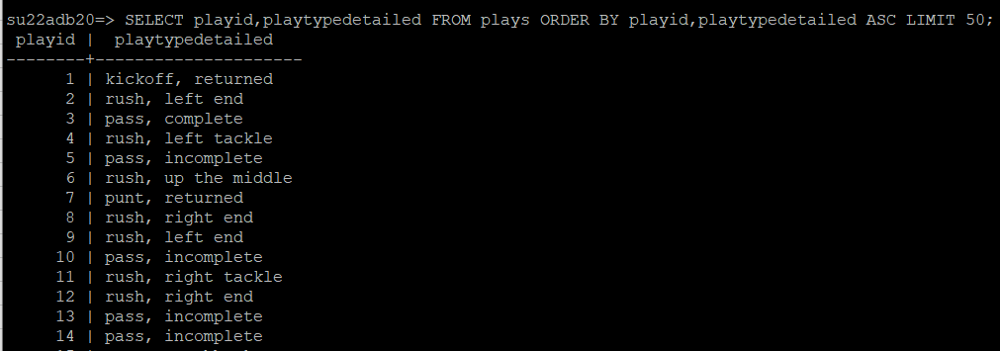 su22adb20=> SELECT playid,playtypedetailed FROM plays ORDER BY playid,playtypedetailed ASC LIMIT 50;
 playid |  playtypedetailed
--------+---------------------
      1 | kickoff, returned
      2 | rush, left end
      3 | pass, complete
      4 | rush, left tackle
      5 | pass, incomplete
      6 | rush, up the middle
      7 | punt, returned
      8 | rush, right end
      9 | rush, left end
     10 | pass, incomplete
     11 | rush, right tackle
     12 | rush, right end
     13 | pass, incomplete
     14 | pass, incomplete